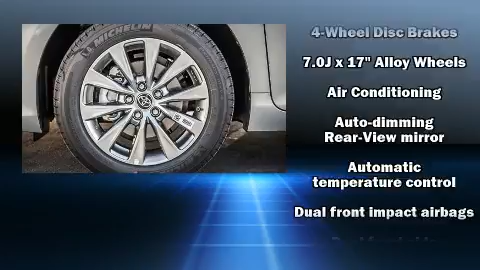 MICHELIN
4-Wheel Disc Brakes
7.0J x 17" Alloy Wheels
Air Conditioning
Auto-dimming
Rear-View mirror
Automatic
temperature control
Dual front impact airbags